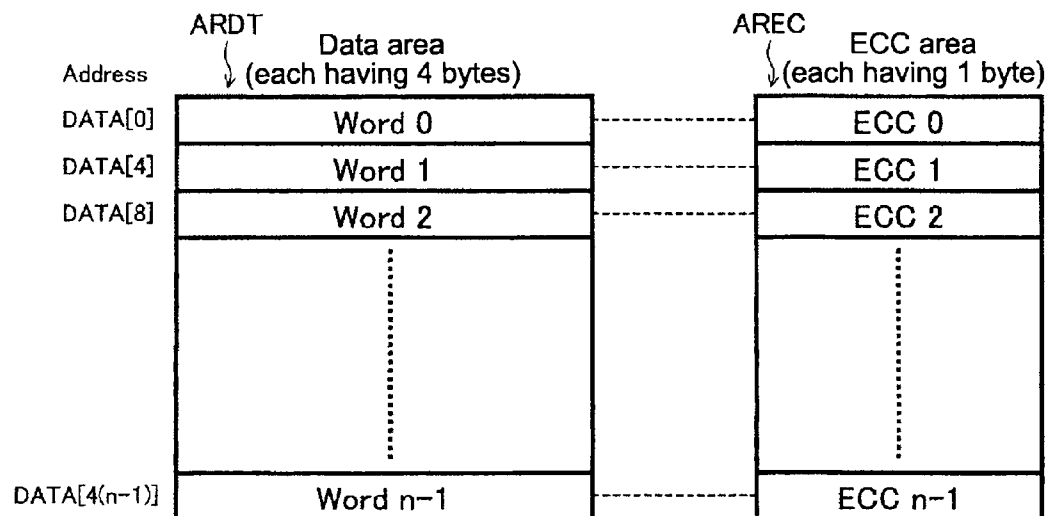 ARDT
Data area
(each having 4 bytes)
AREC
ECC area
(each having 1 byte)
Address
DATA[0] Word 0 ECC 0
DATA[4] Word 1 ECC 1
DATA[8] Word 2 ECC 2
DATA[4(n-1)] Word n-1 ECC n-1